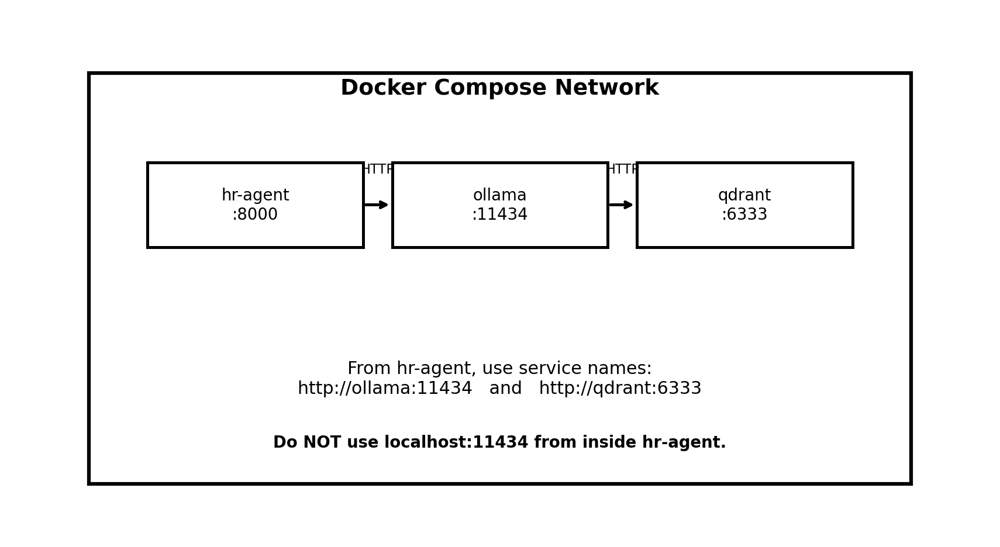 Docker Compose Network
HTTP
HTTP
hr-agent
:8000
ollama
:11434
qdrant
:6333
From hr-agent, use service names:
http://ollama:11434   and   http://qdrant:6333
Do NOT use localhost:11434 from inside hr-agent.